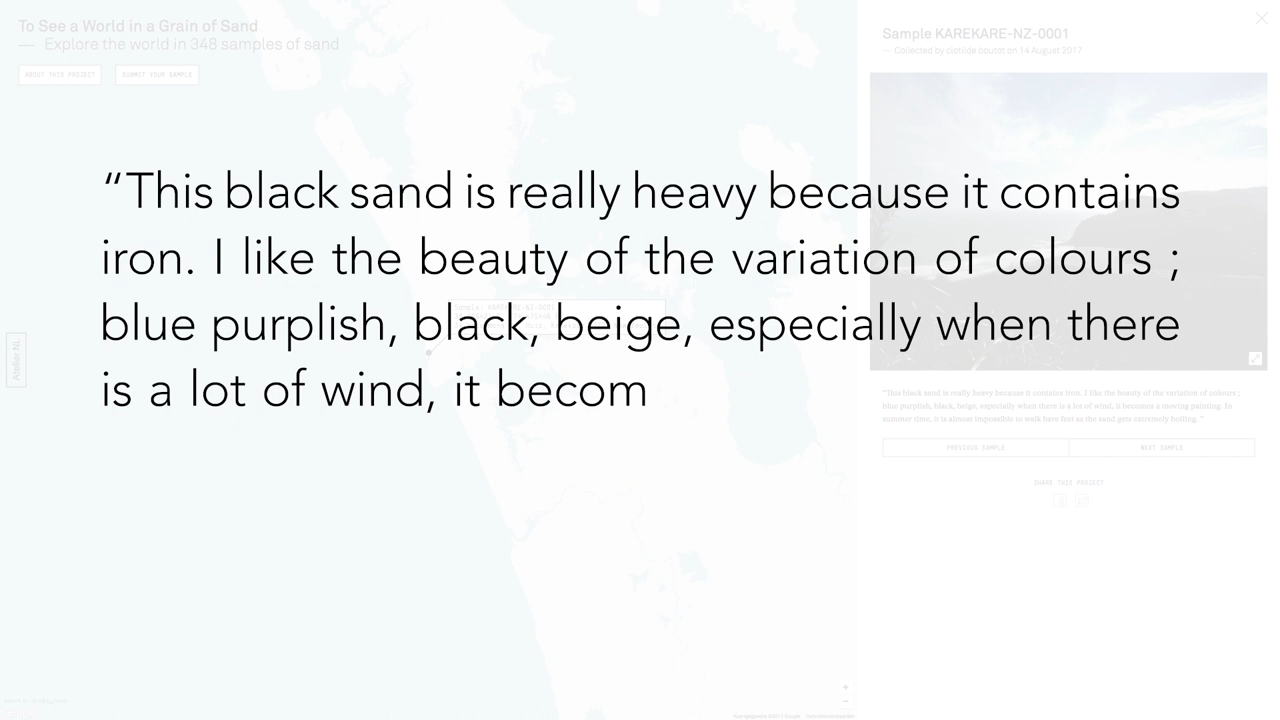 To See a World in a Grain of Sand
— Explore the world in 348 samples of sand
ABOUT THIS PROJECT
SUBMIT YOUR SAMPLE
Sample KAREKARE-NZ-0001
— Collected by clotilde boutot on 14 August 2017
“This black sand is really heavy because it contains
iron. I like the beauty of the variation of colours ;
blue purplish, black, beige, especially when there
is a lot of wind, it becom
Atelier NL
"This black sand is really heavy because it contains iron. I like the beauty of the variation of colours ;
blue purplish, black, beige, especially when there is a lot of wind, it becomes a moving painting. In
summer time, it is almost impossible to walk bare feet as the sand gets extremely boiling. "
PREVIOUS SAMPLE
NEXT SAMPLE
SHARE THIS PROJECT